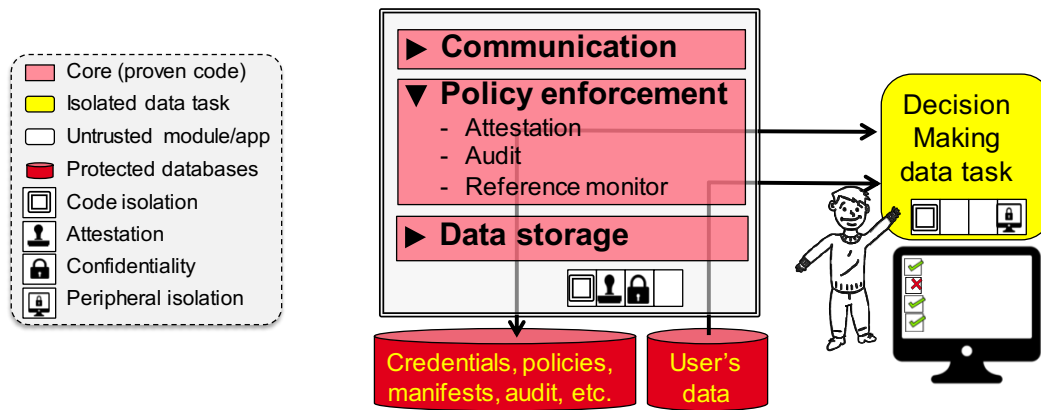 Core (proven code)
Isolated data task
Untrusted module/app
Protected databases
Code isolation
Attestation
Confidentiality
Peripheral isolation
▶ Communication
▼ Policy enforcement
- Attestation
- Audit
- Reference monitor
▶ Data storage
Credentials, policies,
manifests, audit, etc.
User's
data
Decision
Making
data task